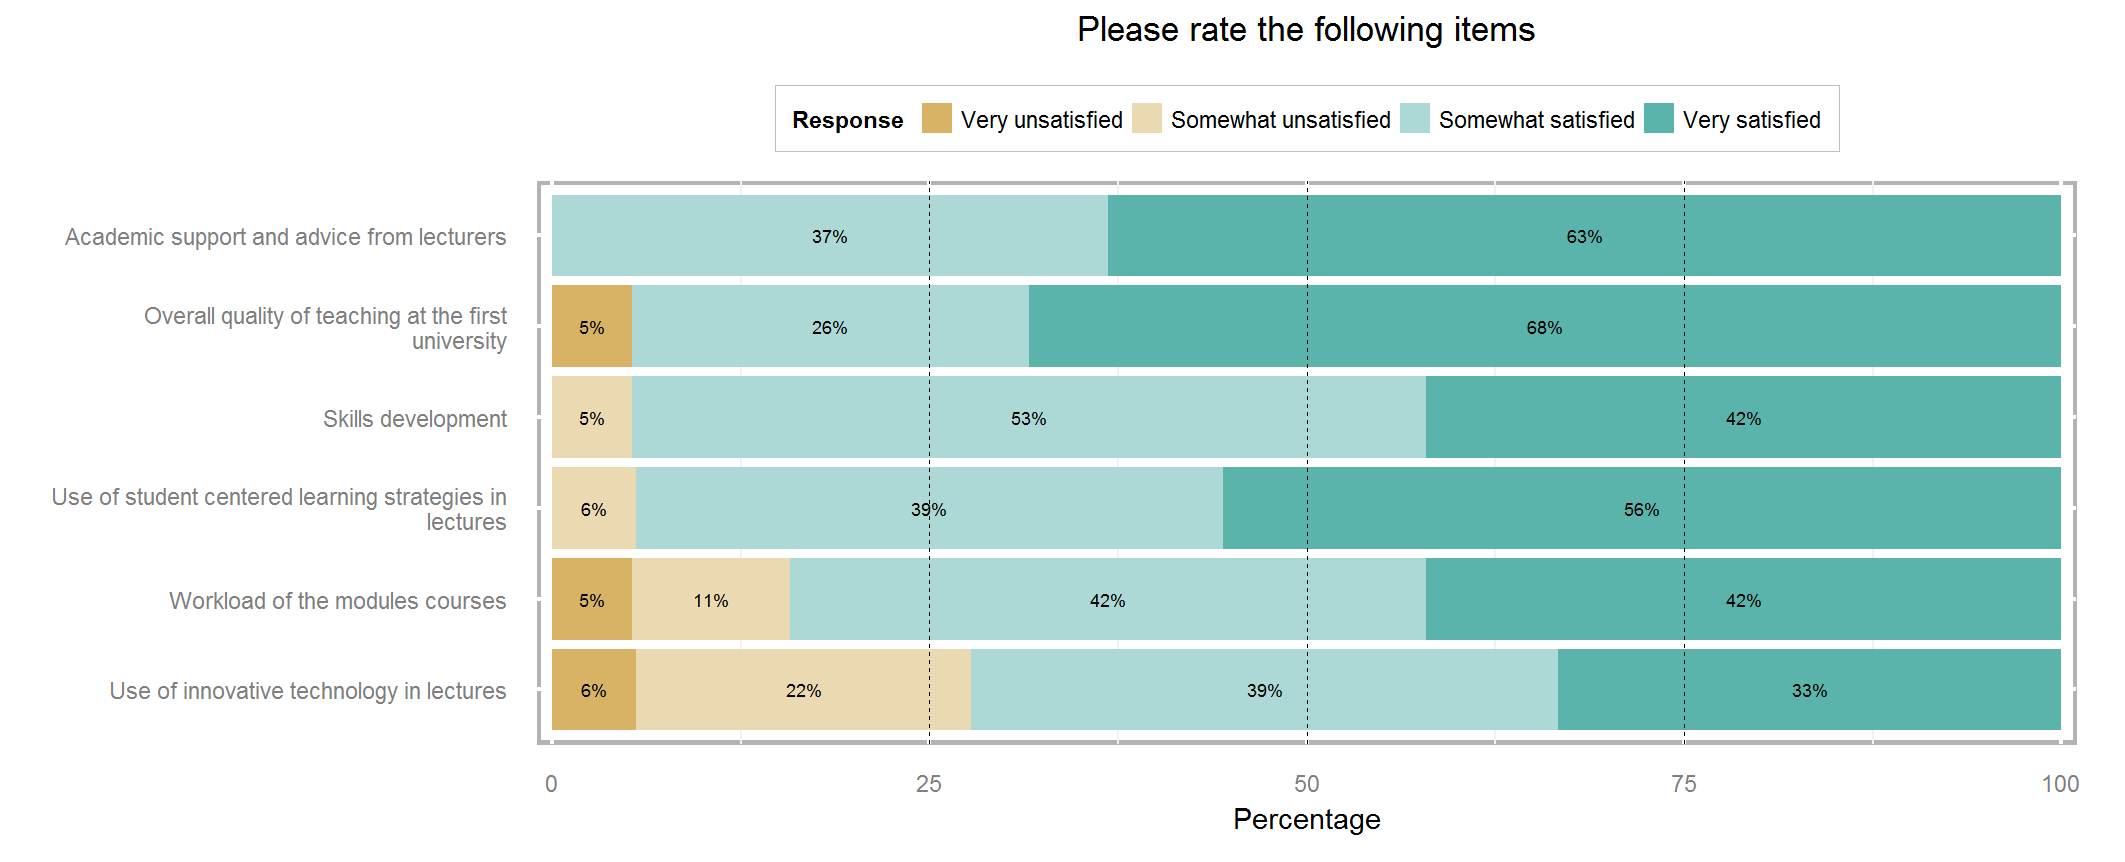 Please rate the following items
Response Very unsatisfied Somewhat unsatisfied Somewhat satisfied Very satisfied
Academic support and advice from lecturers 37% 63%
Overall quality of teaching at the first
university
5% 26% 68%
Skills development 5% 53% 42%
Use of student centered learning strategies in
lectures
6% 39% 56%
Workload of the modules courses 5% 11% 42% 42%
Use of innovative technology in lectures 6% 22% 39% 33%
0 25 50 75 100
Percentage